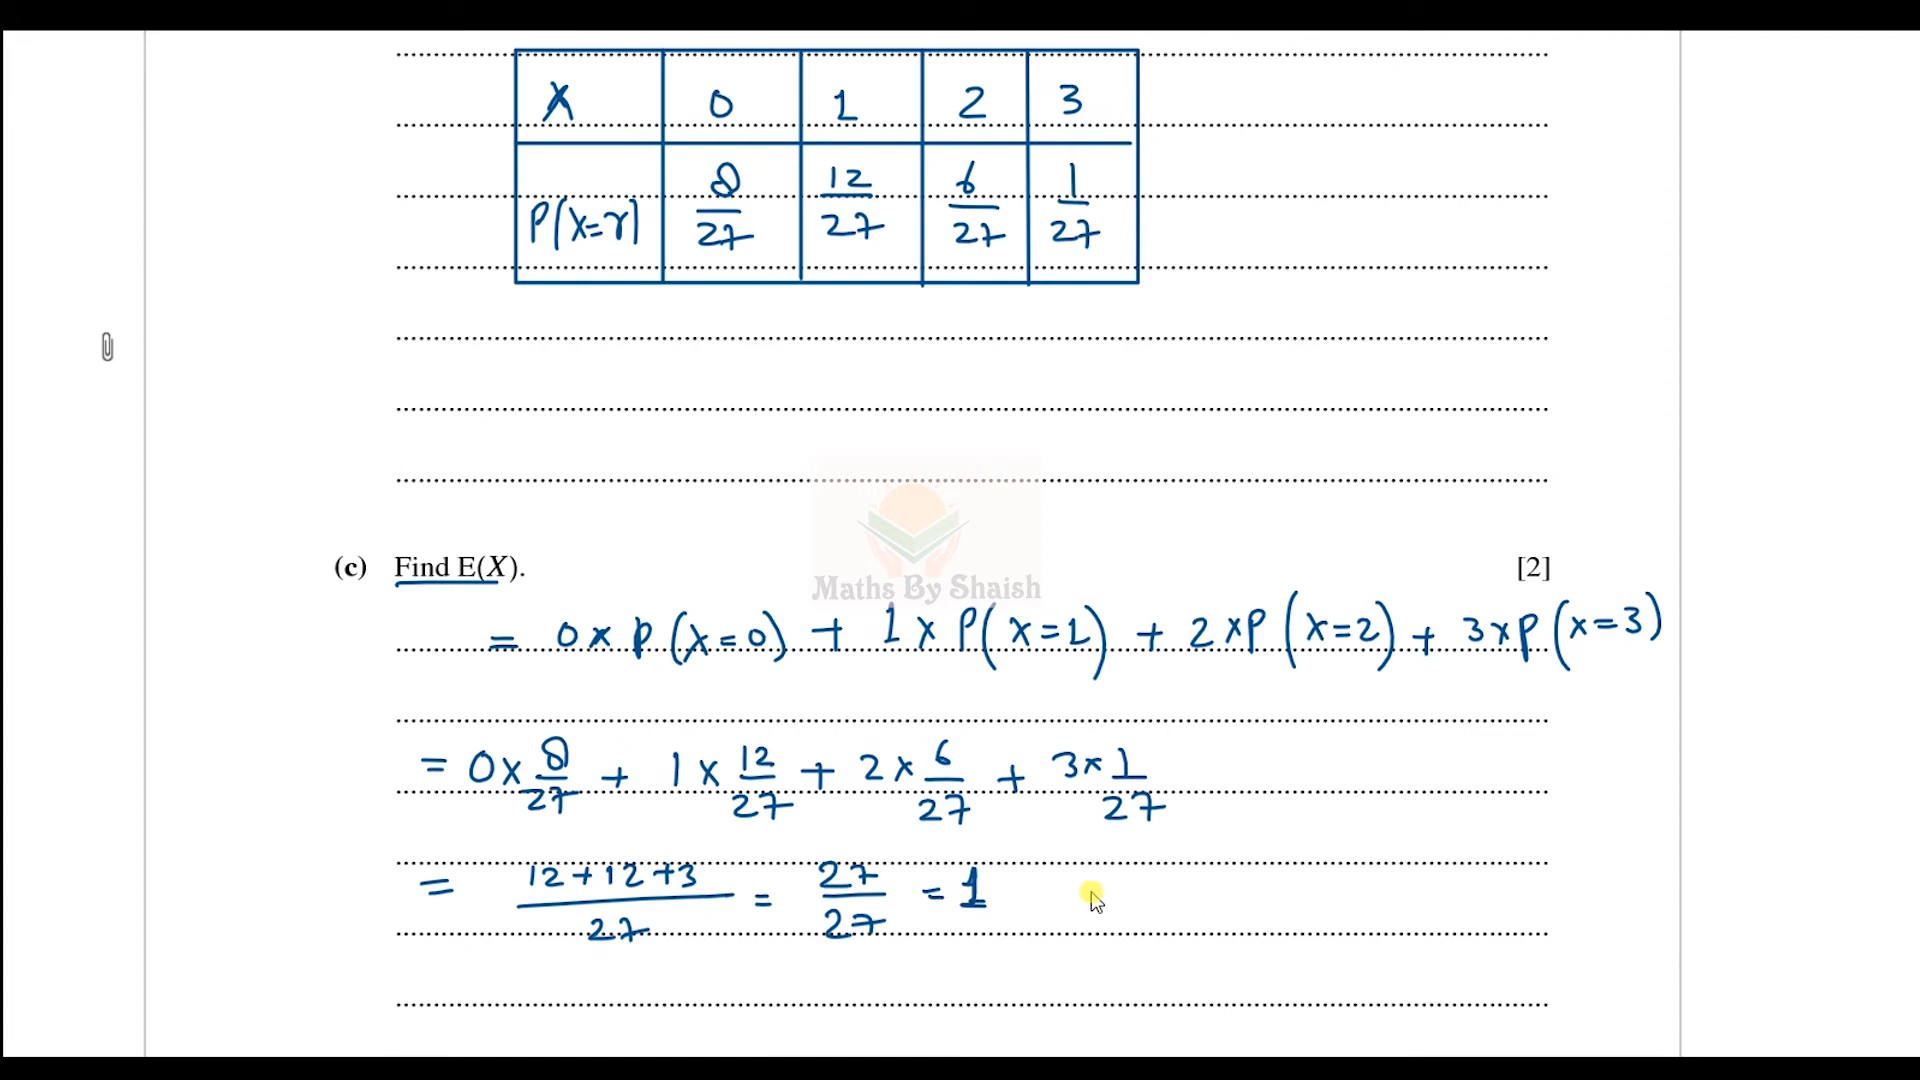 X 0 1 2 3
P(X=r) 8/27 12/27 6/27 1/27
(c) Find E(X). [2]
Maths By Shaish
= 0 × P(X=0) + 1 × P(X=1) + 2 × P(X=2) + 3 × P(X=3)
= 0 × 8/27 + 1 × 12/27 + 2 × 6/27 + 3 × 1/27
= 12+12+3/27 = 27/27 = 1